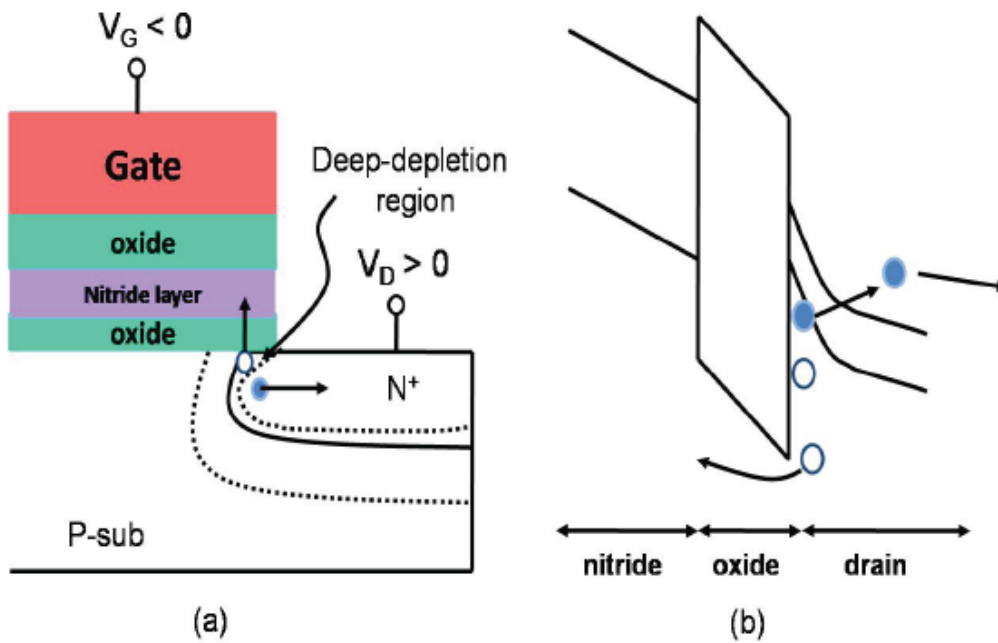 V_G < 0
Gate
oxide
Nitride layer
oxide
Deep-depletion
region
V_D > 0
N⁺
P-sub
(a)
nitride
oxide
drain
(b)